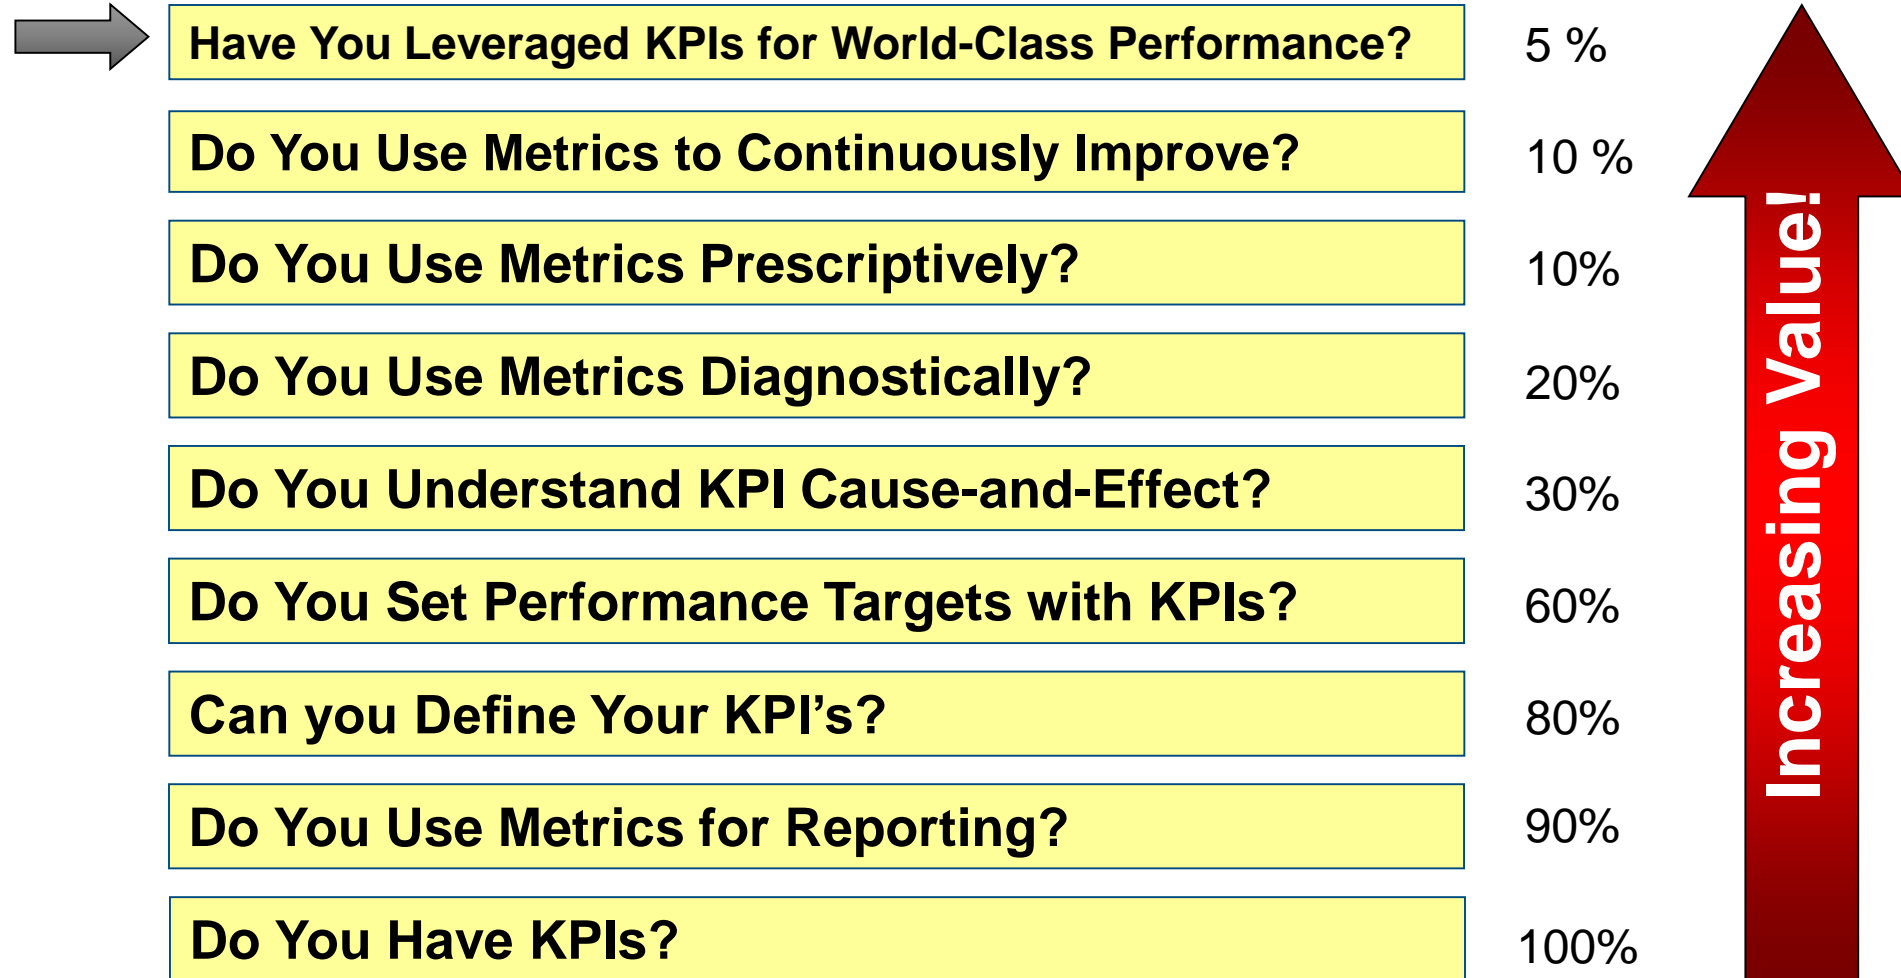 Have You Leveraged KPIs for World-Class Performance? 5 %
Do You Use Metrics to Continuously Improve? 10 %
Do You Use Metrics Prescriptively? 10%
Do You Use Metrics Diagnostically? 20%
Do You Understand KPI Cause-and-Effect? 30%
Do You Set Performance Targets with KPIs? 60%
Can you Define Your KPI’s? 80%
Do You Use Metrics for Reporting? 90%
Do You Have KPIs? 100%
Increasing Value!